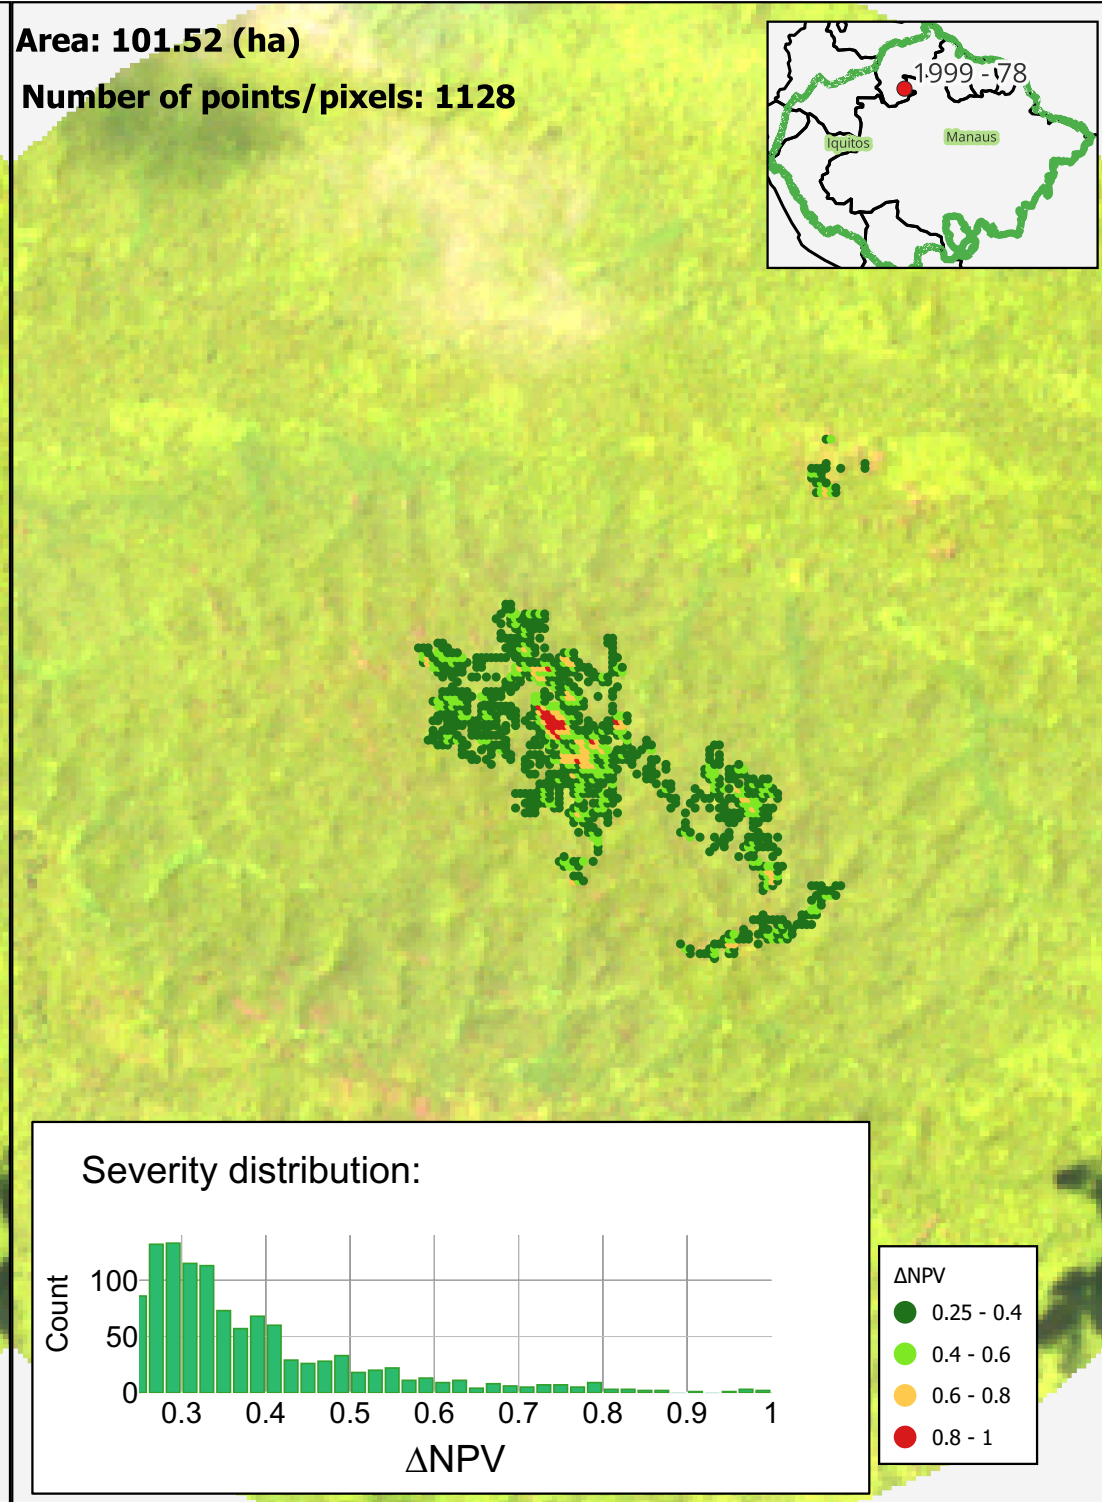 Area: 101.52 (ha)
Number of points/pixels: 1128
1999 - 78
Iquitos
Manaus
Severity distribution:
Count
100
50
0
0.3 0.4 0.5 0.6 0.7 0.8 0.9 1
ΔNPV
ΔNPV
0.25 - 0.4
0.4 - 0.6
0.6 - 0.8
0.8 - 1